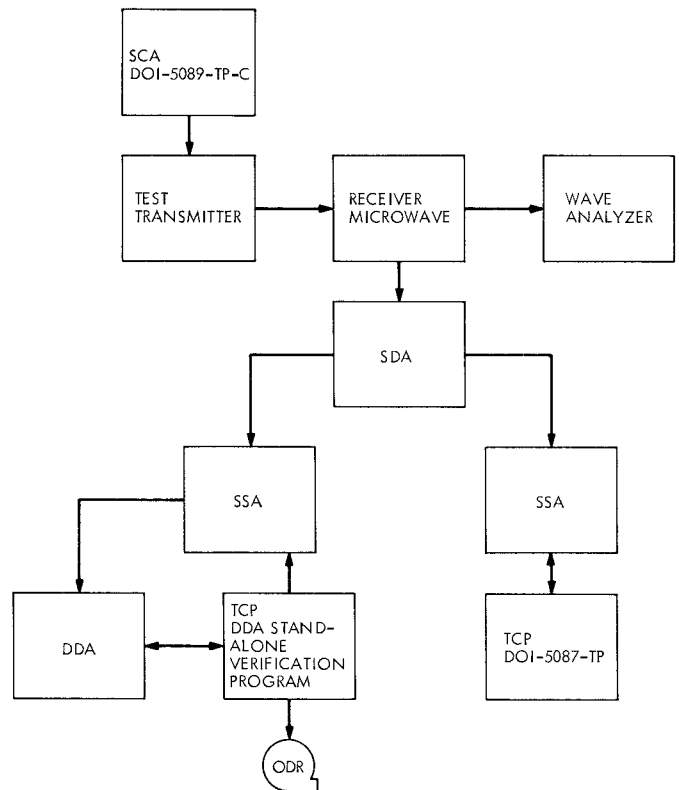 SCA
DOI-5089-TP-C
TEST
TRANSMITTER
RECEIVER
MICROWAVE
WAVE
ANALYZER
SDA
SSA
SSA
DDA
TCP
DDA STAND-
ALONE
VERIFICATION
PROGRAM
TCP
DOI-5087-TP
ODR